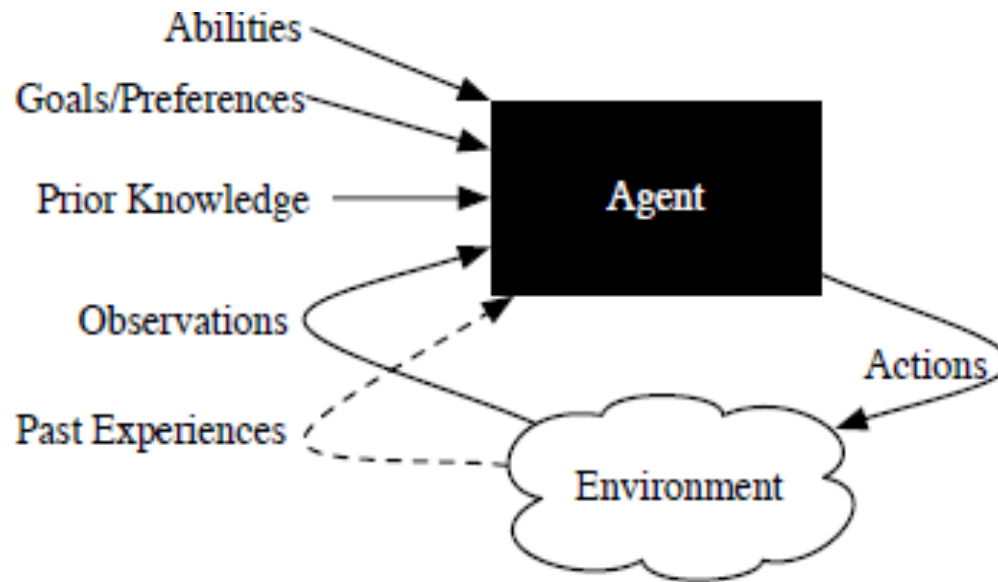 Abilities
Goals/Preferences
Prior Knowledge
Agent
Observations
Actions
Past Experiences
Environment